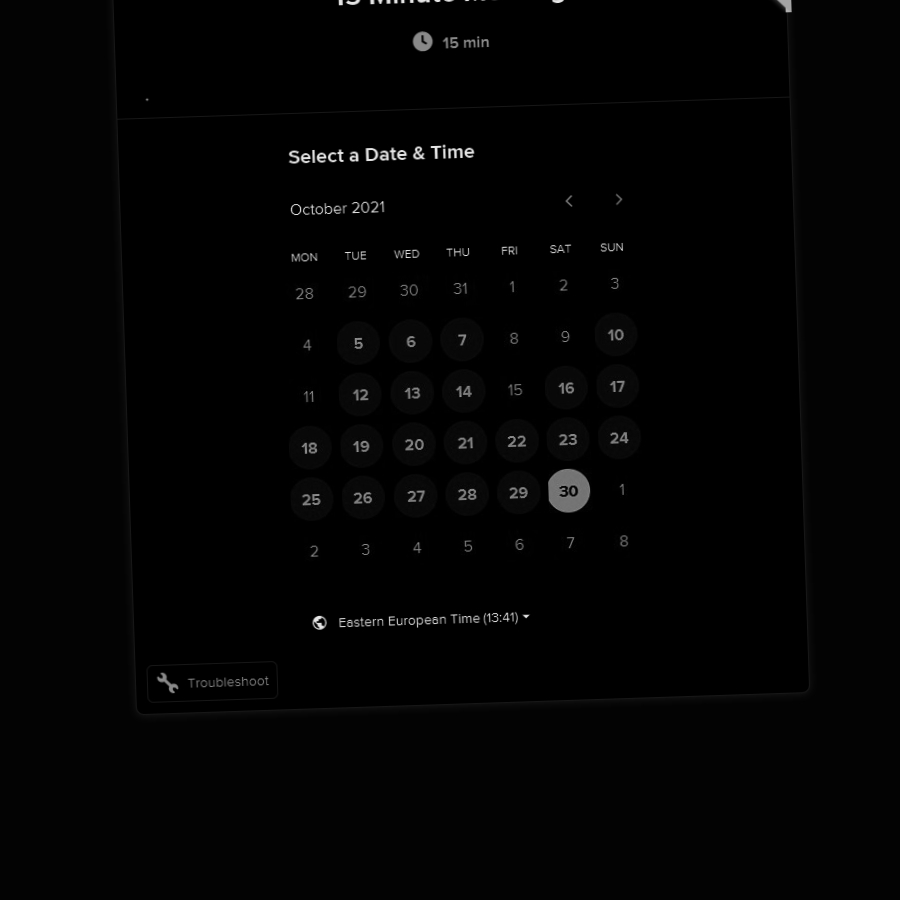 15 min
Select a Date & Time
October 2021
MON TUE WED THU FRI SAT SUN
28 29 30 31 1 2 3
4 5 6 7 8 9 10
11 12 13 14 15 16 17
18 19 20 21 22 23 24
25 26 27 28 29 30 1
2 3 4 5 6 7 8
Eastern European Time (13:41)
Troubleshoot